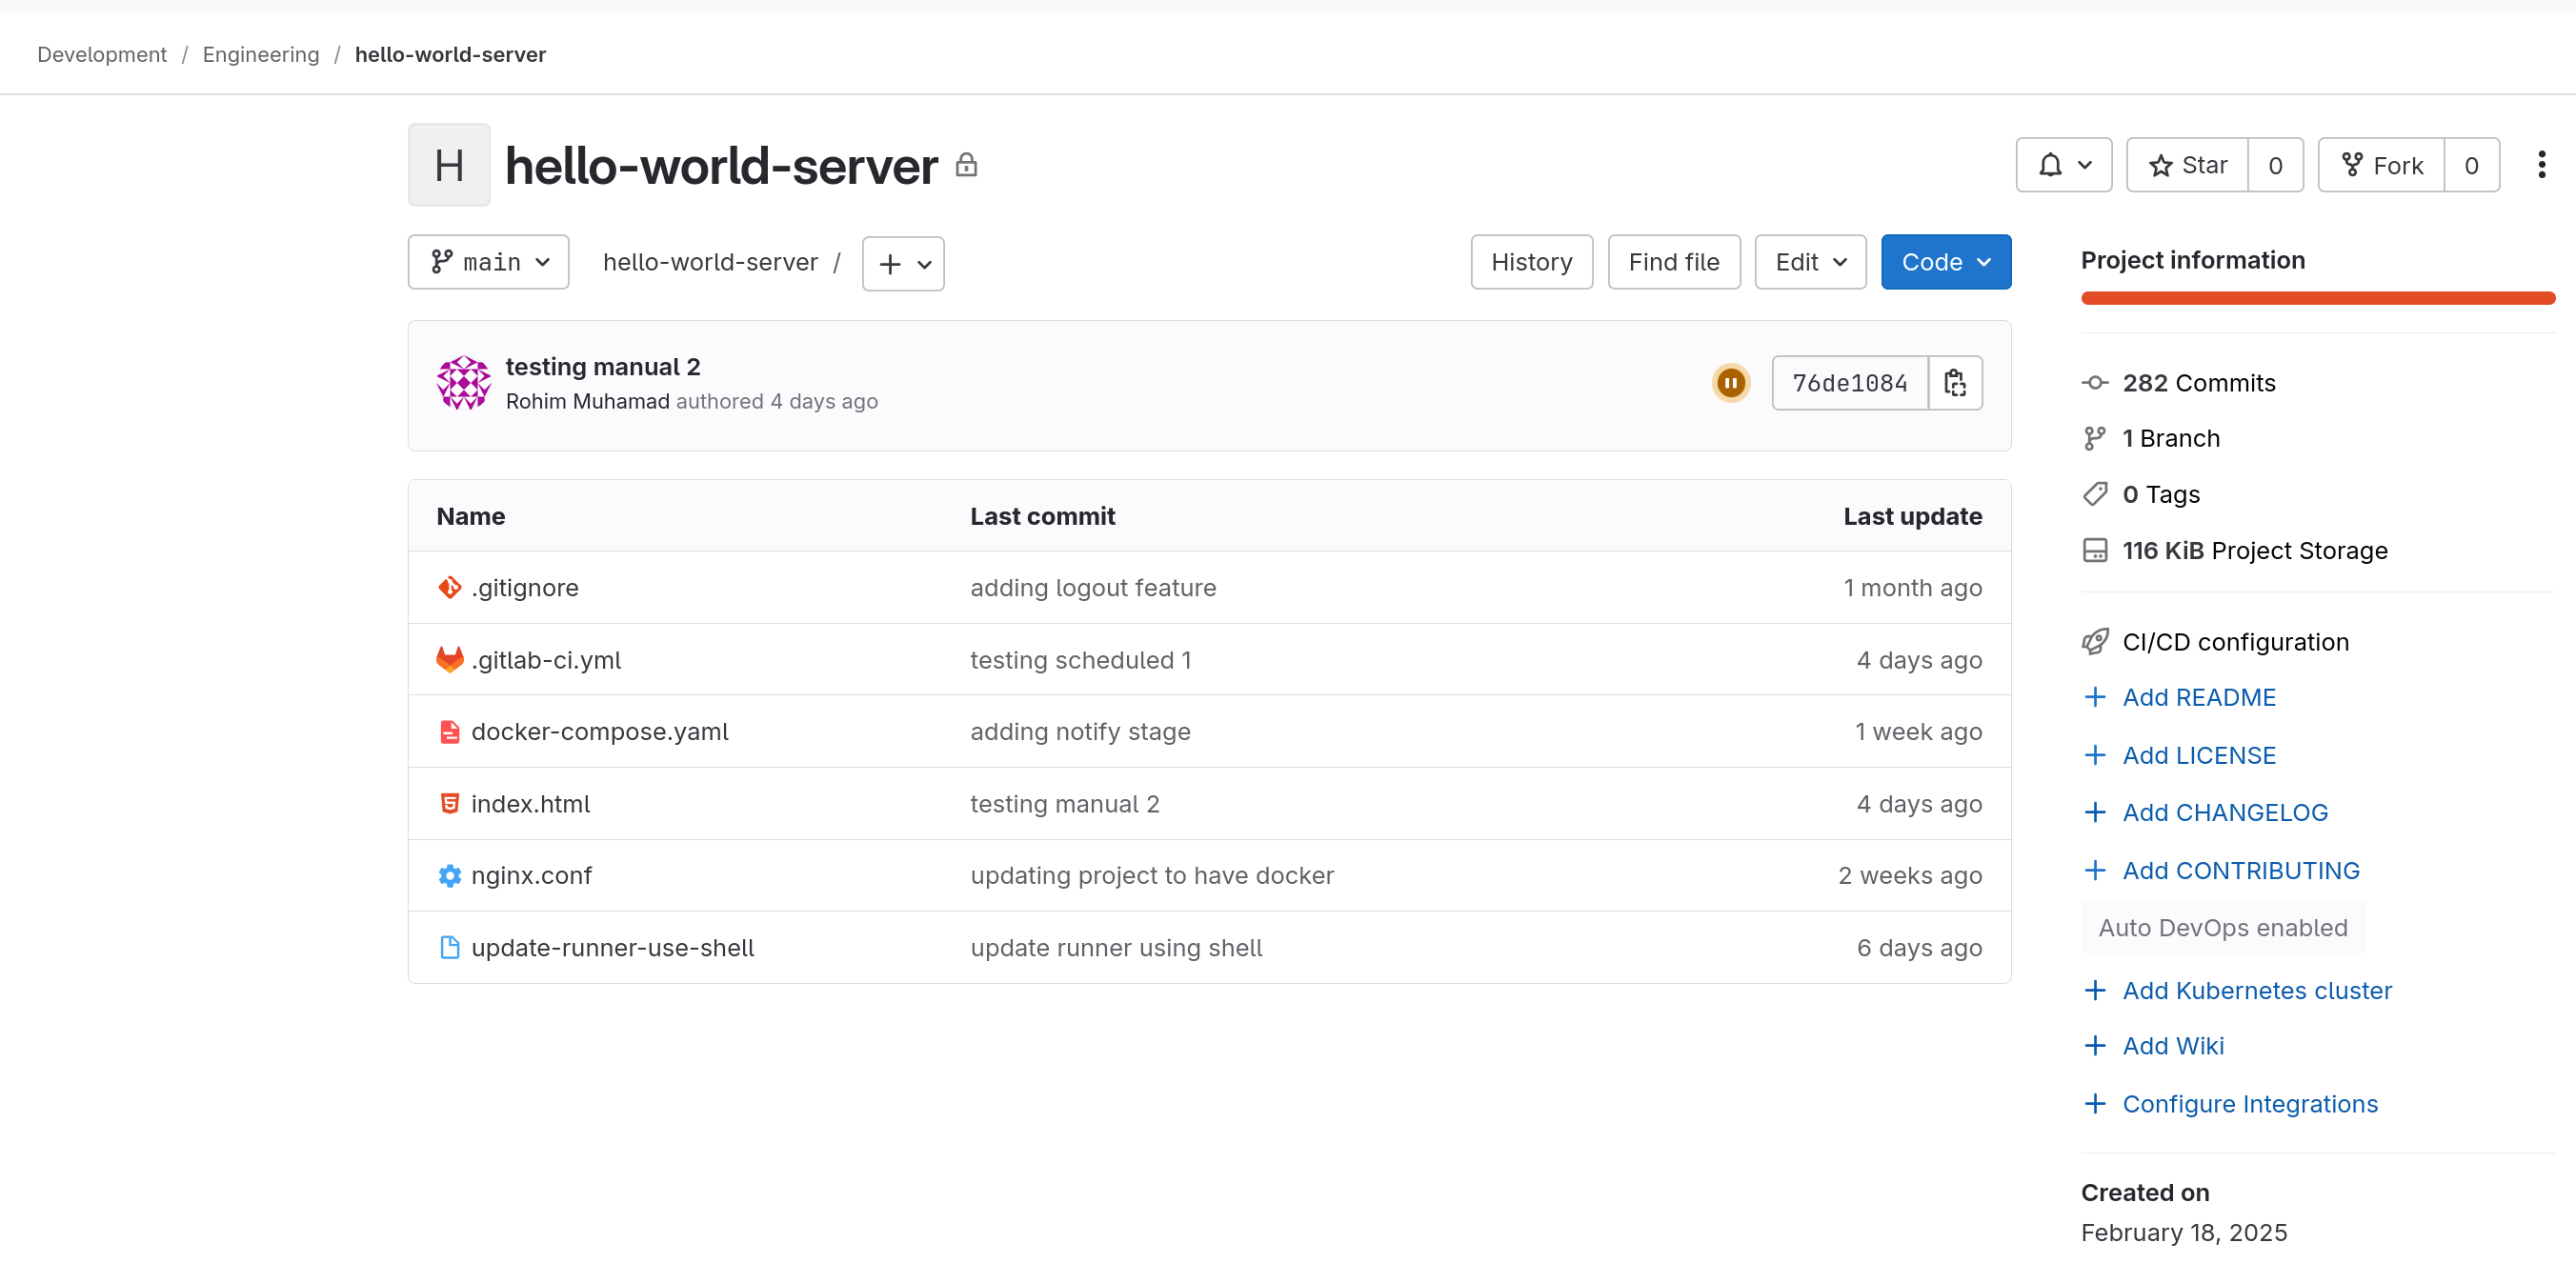 Development / Engineering / hello-world-server
H hello-world-server
Star 0 Fork 0
main hello-world-server / History Find file Edit Code
testing manual 2
Rohim Muhamad authored 4 days ago
76de1084
Name Last commit Last update
.gitignore adding logout feature 1 month ago
.gitlab-ci.yml testing scheduled 1 4 days ago
docker-compose.yaml adding notify stage 1 week ago
index.html testing manual 2 4 days ago
nginx.conf updating project to have docker 2 weeks ago
update-runner-use-shell update runner using shell 6 days ago
Project information
282 Commits
1 Branch
0 Tags
116 KiB Project Storage
CI/CD configuration
Add README
Add LICENSE
Add CHANGELOG
Add CONTRIBUTING
Auto DevOps enabled
Add Kubernetes cluster
Add Wiki
Configure Integrations
Created on
February 18, 2025